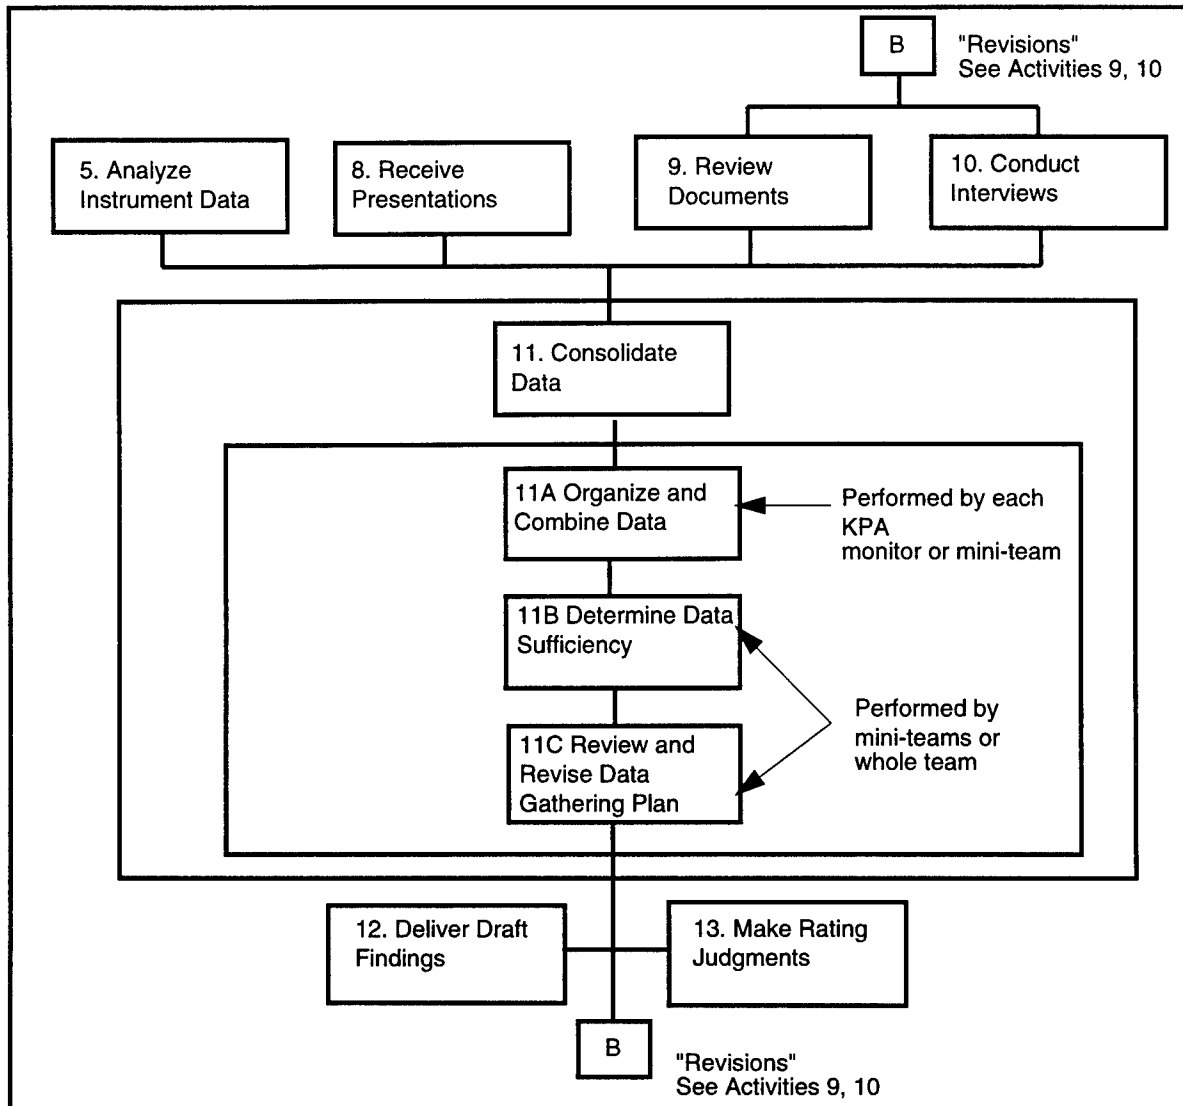 B
"Revisions"
See Activities 9, 10
5. Analyze
Instrument Data
8. Receive
Presentations
9. Review
Documents
10. Conduct
Interviews
11. Consolidate
Data
11A Organize and
Combine Data
Performed by each
KPA
monitor or mini-team
11B Determine Data
Sufficiency
11C Review and
Revise Data
Gathering Plan
Performed by
mini-teams or
whole team
12. Deliver Draft
Findings
13. Make Rating
Judgments
B
"Revisions"
See Activities 9, 10